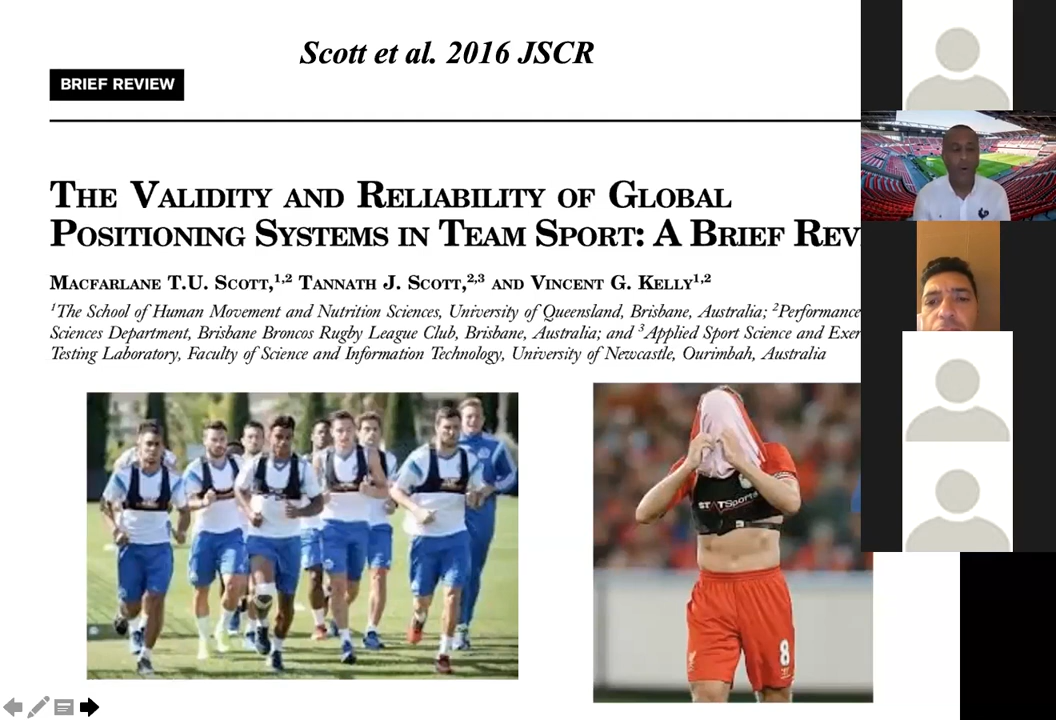 Scott et al. 2016 JSCR
BRIEF REVIEW
THE VALIDITY AND RELIABILITY OF GLOBAL
POSITIONING SYSTEMS IN TEAM SPORT: A BRIEF REV
MACFARLANE T.U. SCOTT,1,2 TANNATH J. SCOTT,2,3 AND VINCENT G. KELLY1,2
1The School of Human Movement and Nutrition Sciences, University of Queensland, Brisbane, Australia; 2Performance
Sciences Department, Brisbane Broncos Rugby League Club, Brisbane, Australia; and 3Applied Sport Science and Exer
Testing Laboratory, Faculty of Science and Information Technology, University of Newcastle, Ourimbah, Australia
STATSports
8